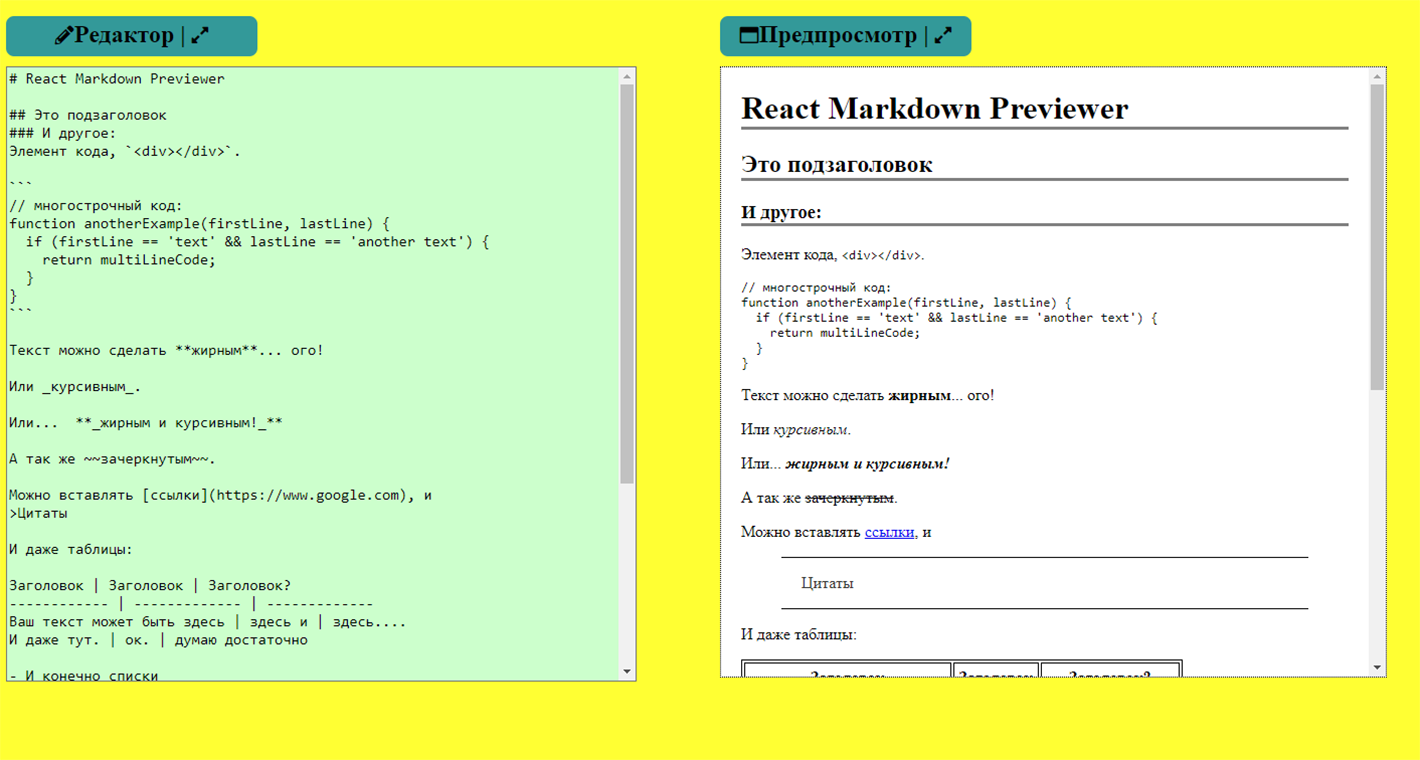 Редактор |
# React Markdown Previewer
## Это подзаголовок
### И другое:
Элемент кода, `<div></div>`.
```
// многострочный код:
function anotherExample(firstLine, lastLine) {
  if (firstLine == 'text' && lastLine == 'another text') {
    return multiLineCode;
  }
}
```
Текст можно сделать **жирным**... ого!
Или _курсивным_.
Или...  **_жирным и курсивным!_**
А так же ~~зачеркнутым~~.
Можно вставлять [ссылки](https://www.google.com), и
>Цитаты
И даже таблицы:
Заголовок | Заголовок | Заголовок?
------------ | ------------- | -------------
Ваш текст может быть здесь | здесь и | здесь....
И даже тут. | ок. | думаю достаточно
- И конечно списки
Предпросмотр |
React Markdown Previewer
Это подзаголовок
И другое:
Элемент кода, <div></div>.
// многострочный код:
function anotherExample(firstLine, lastLine) {
  if (firstLine == 'text' && lastLine == 'another text') {
    return multiLineCode;
  }
}
Текст можно сделать жирным... ого!
Или курсивным.
Или... жирным и курсивным!
А так же зачеркнутым.
Можно вставлять ссылки, и
Цитаты
И даже таблицы:
Заголовок Заголовок Заголовок?